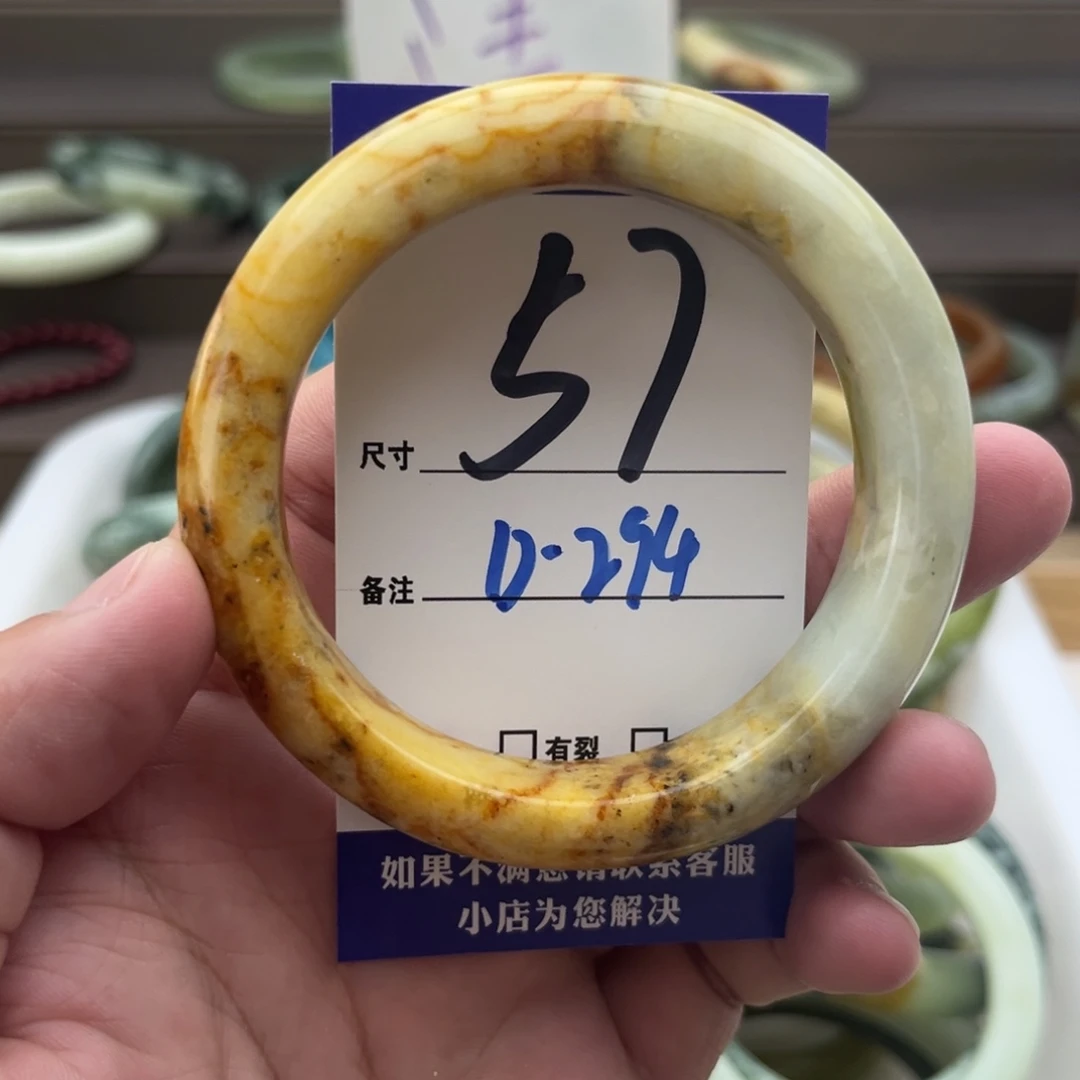 丰
57
尺寸
D-294
备注
□有裂 □
如果不满意请联系客服
小店为您解决